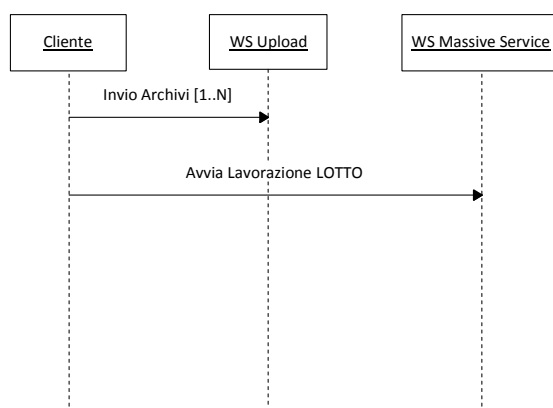 Cliente
WS Upload
WS Massive Service
Invio Archivi [1..N]
Avvia Lavorazione LOTTO